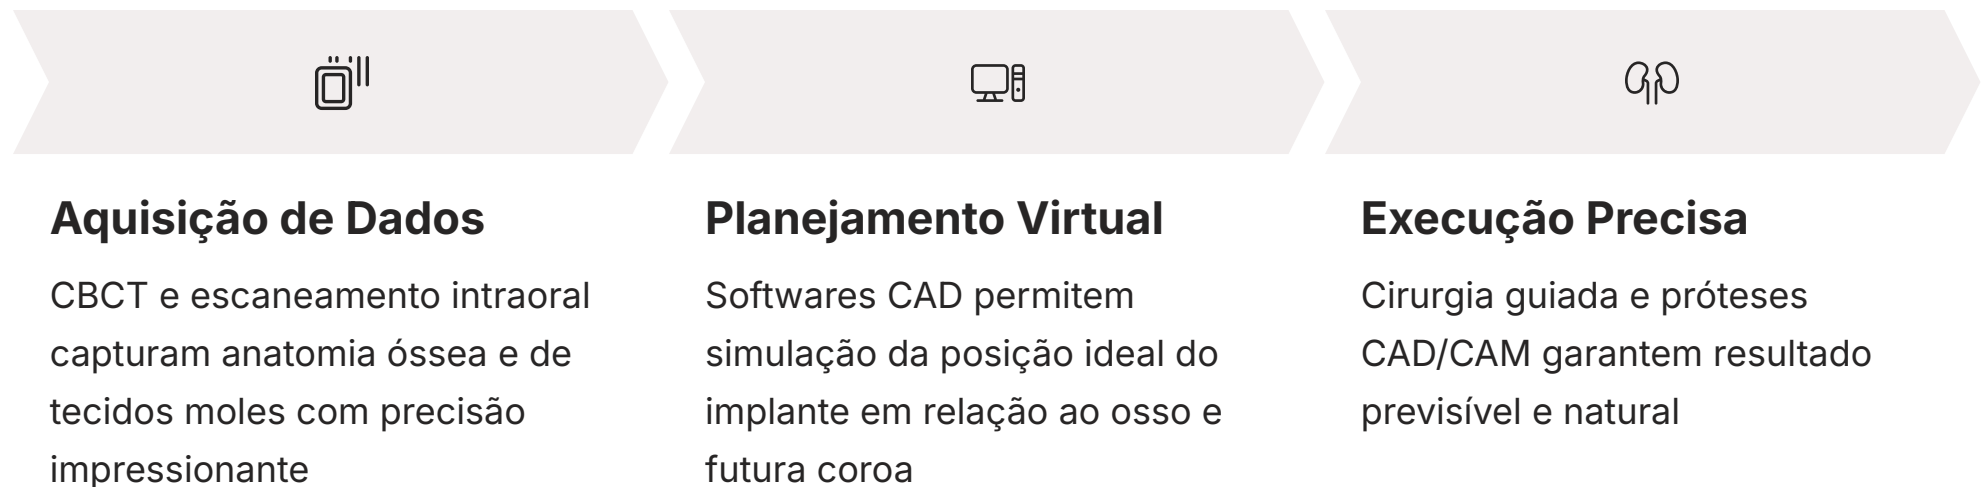 Aquisição de Dados
CBCT e escaneamento intraoral
capturam anatomia óssea e de
tecidos moles com precisão
impressionante
Planejamento Virtual
Softwares CAD permitem
simulação da posição ideal do
implante em relação ao osso e
futura coroa
Execução Precisa
Cirurgia guiada e próteses
CAD/CAM garantem resultado
previsível e natural